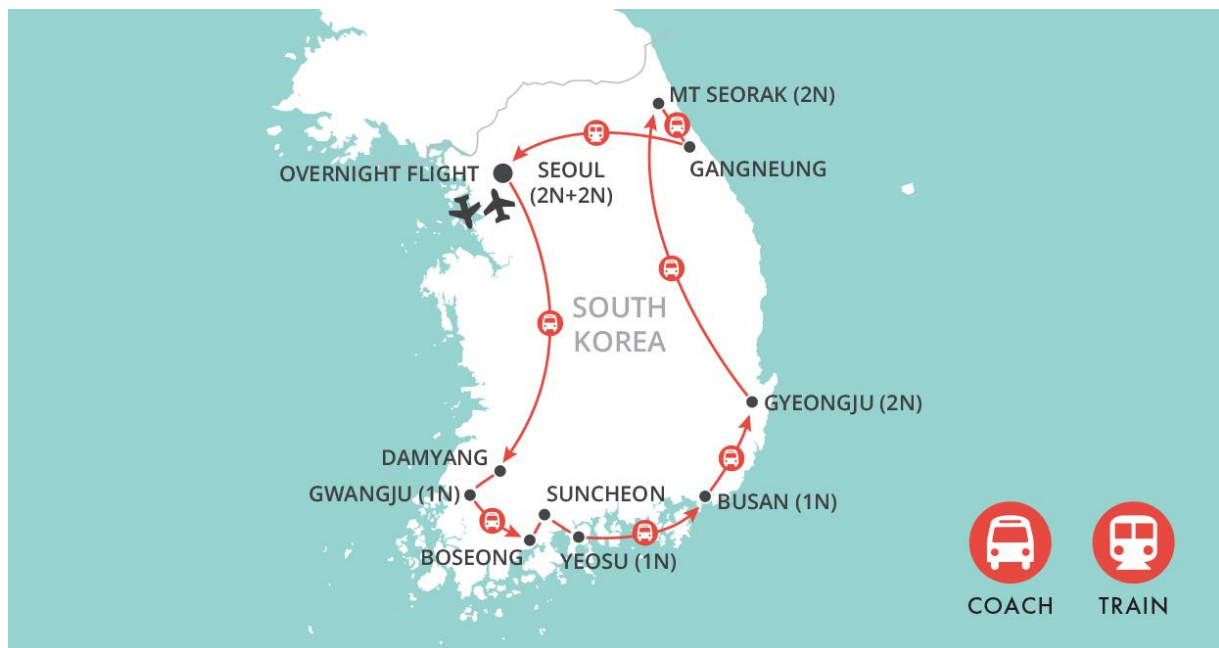 MT SEORAK (2N)
GANGNEUNG
OVERNIGHT FLIGHT
SEOUL
(2N+2N)
SOUTH
KOREA
GYEONGJU (2N)
DAMYANG
GWANGJU (1N)
SUNCHEON
BUSAN (1N)
BOSEONG
YEOSU (1N)
COACH
TRAIN